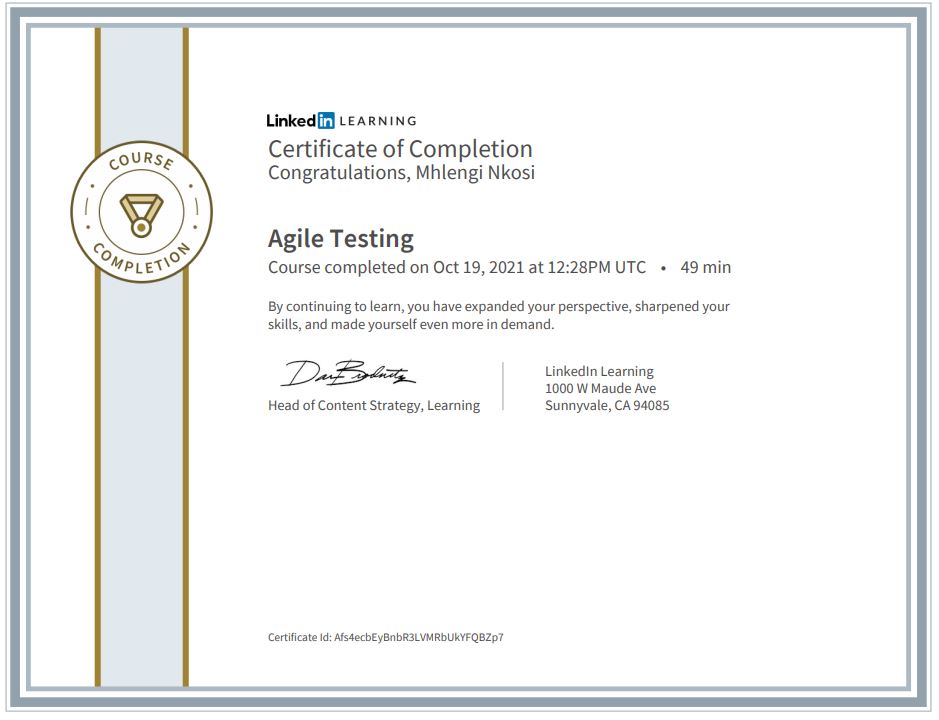 COURSE
COMPLETION
Linkedin LEARNING
Certificate of Completion
Congratulations, Mhlengi Nkosi
Agile Testing
Course completed on Oct 19, 2021 at 12:28PM UTC • 49 min
By continuing to learn, you have expanded your perspective, sharpened your
skills, and made yourself even more in demand.
Head of Content Strategy, Learning
LinkedIn Learning
1000 W Maude Ave
Sunnyvale, CA 94085
Certificate Id: Afs4ecbEyBnbR3LVMRbUkYFQBZp7